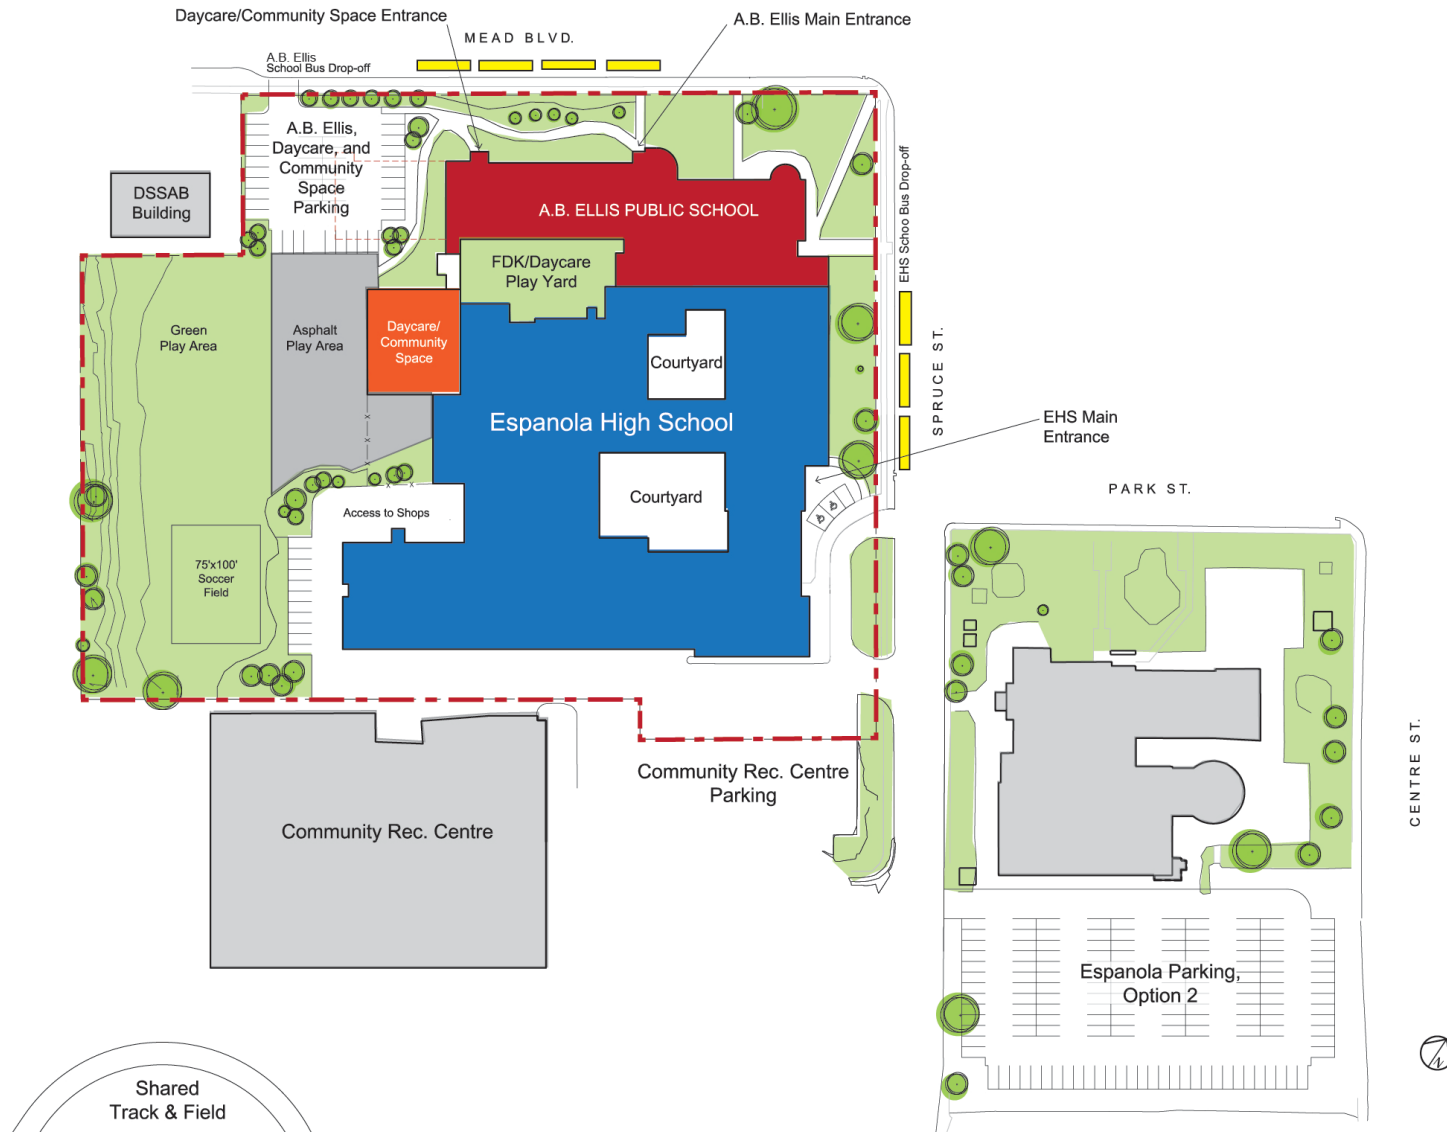 Daycare/Community Space Entrance
A.B. Ellis Main Entrance
MEAD BLVD.
A.B. Ellis
School Bus Drop-off
A.B. Ellis,
Daycare, and
Community
Space
Parking
DSSAB
Building
A.B. ELLIS PUBLIC SCHOOL
EHS Schoo Bus Drop-off
FDK/Daycare
Play Yard
Green
Play Area
Asphalt
Play Area
Daycare/
Community
Space
Courtyard
SPRUCE ST.
Espanola High School
EHS Main
Entrance
Courtyard
PARK ST.
Access to Shops
75'x100'
Soccer
Field
CENTRE ST.
Community Rec. Centre
Parking
Community Rec. Centre
Espanola Parking,
Option 2
N
Shared
Track & Field